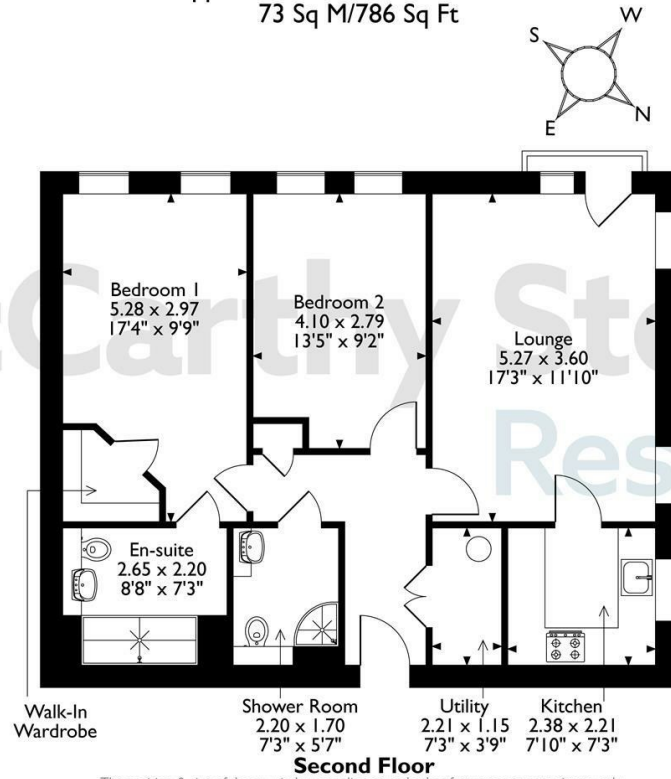 73 Sq M/786 Sq Ft
W
S
N
E
Bedroom 1
5.28 x 2.97
17'4" x 9'9"
Bedroom 2
4.10 x 2.79
13'5" x 9'2"
Lounge
5.27 x 3.60
17'3" x 11'10"
Carthy
Res
En-suite
2.65 x 2.20
8'8" x 7'3"
Walk-In
Wardrobe
Shower Room
2.20 x 1.70
7'3" x 5'7"
Utility
2.21 x 1.15
7'3" x 3'9"
Kitchen
2.38 x 2.21
7'10" x 7'3"
Second Floor